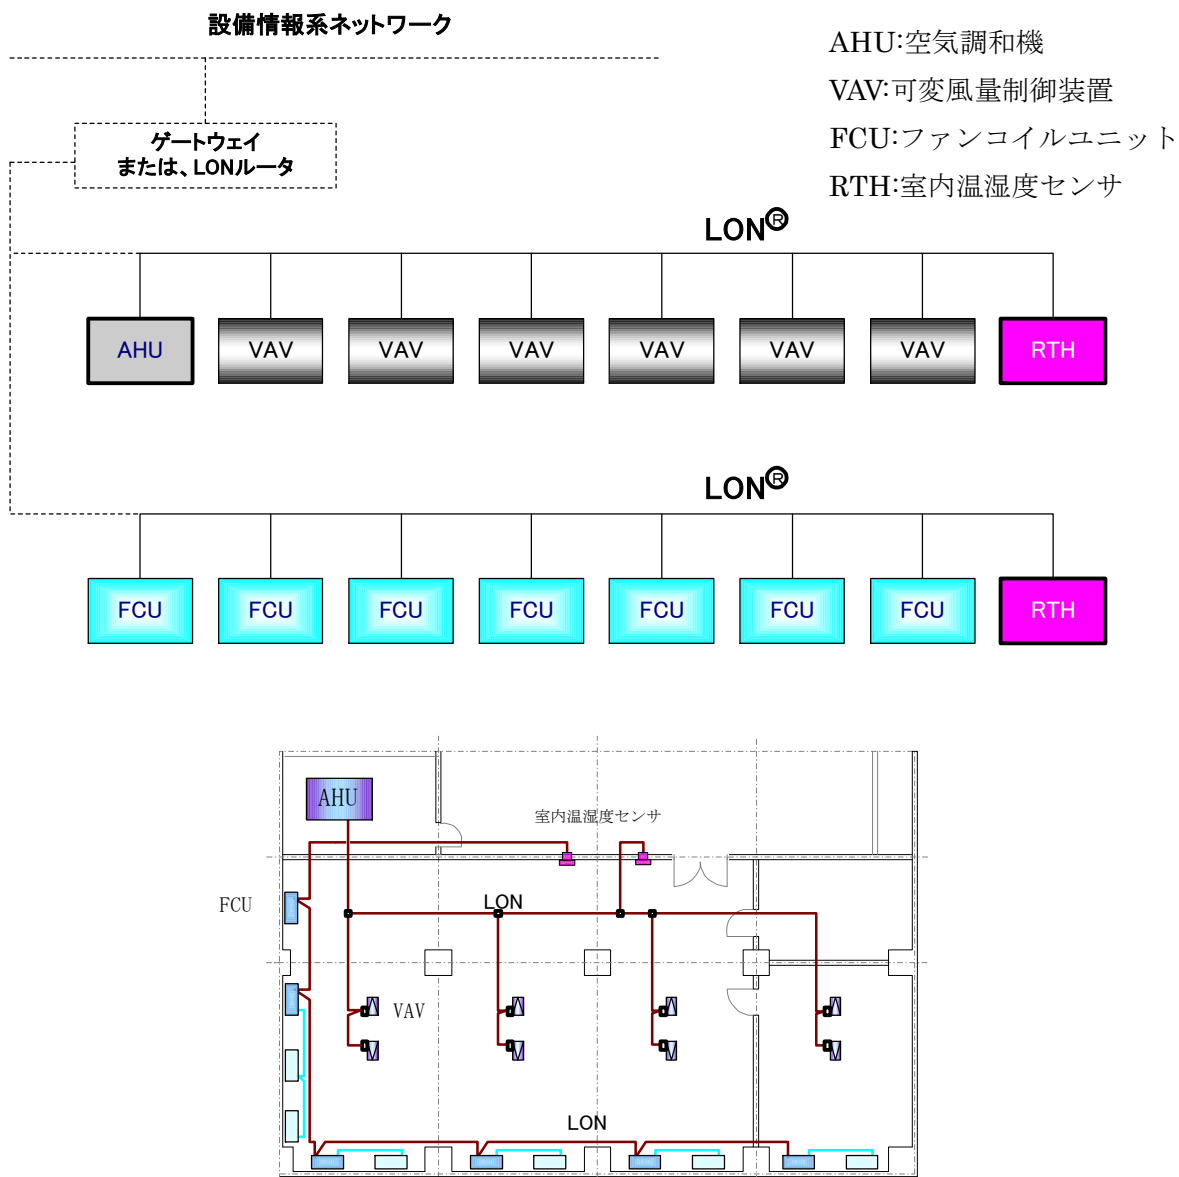 設備情報系ネットワーク
AHU:空気調和機
VAV:可変風量制御装置
FCU:ファンコイルユニット
RTH:室内温湿度センサ
ゲートウェイ
または、LONルータ
LON®
AHU VAV VAV VAV VAV VAV VAV RTH
LON®
FCU FCU FCU FCU FCU FCU FCU RTH
AHU
室内温湿度センサ
FCU
LON
VAV
LON